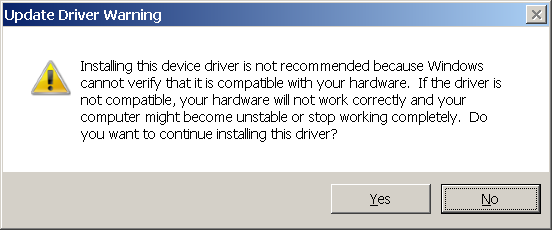 Update Driver Warning
Installing this device driver is not recommended because Windows
cannot verify that it is compatible with your hardware.  If the driver
is not compatible, your hardware will not work correctly and your
computer might become unstable or stop working completely.  Do
you want to continue installing this driver?
Yes
No